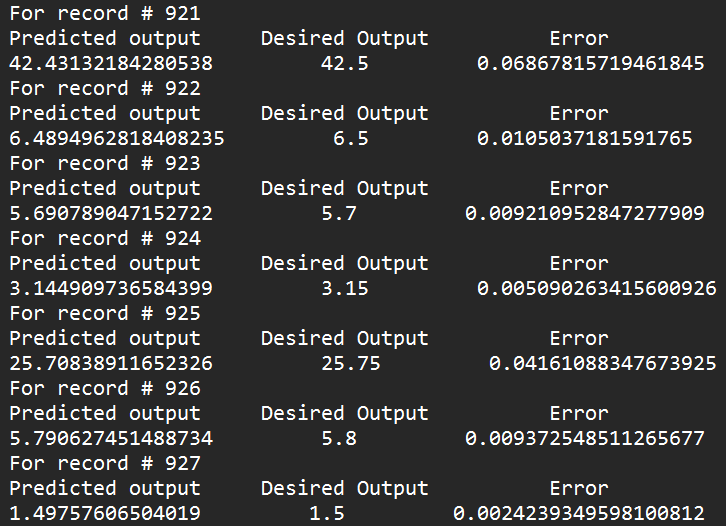 For record # 921
Predicted output Desired Output Error
42.43132184280538 42.5 0.06867815719461845
For record # 922
Predicted output Desired Output Error
6.4894962818408235 6.5 0.0105037181591765
For record # 923
Predicted output Desired Output Error
5.690789047152722 5.7 0.009210952847277909
For record # 924
Predicted output Desired Output Error
3.144909736584399 3.15 0.005090263415600926
For record # 925
Predicted output Desired Output Error
25.70838911652326 25.75 0.04161088347673925
For record # 926
Predicted output Desired Output Error
5.790627451488734 5.8 0.009372548511265677
For record # 927
Predicted output Desired Output Error
1.49757606504019 1.5 0.0024239349598100812